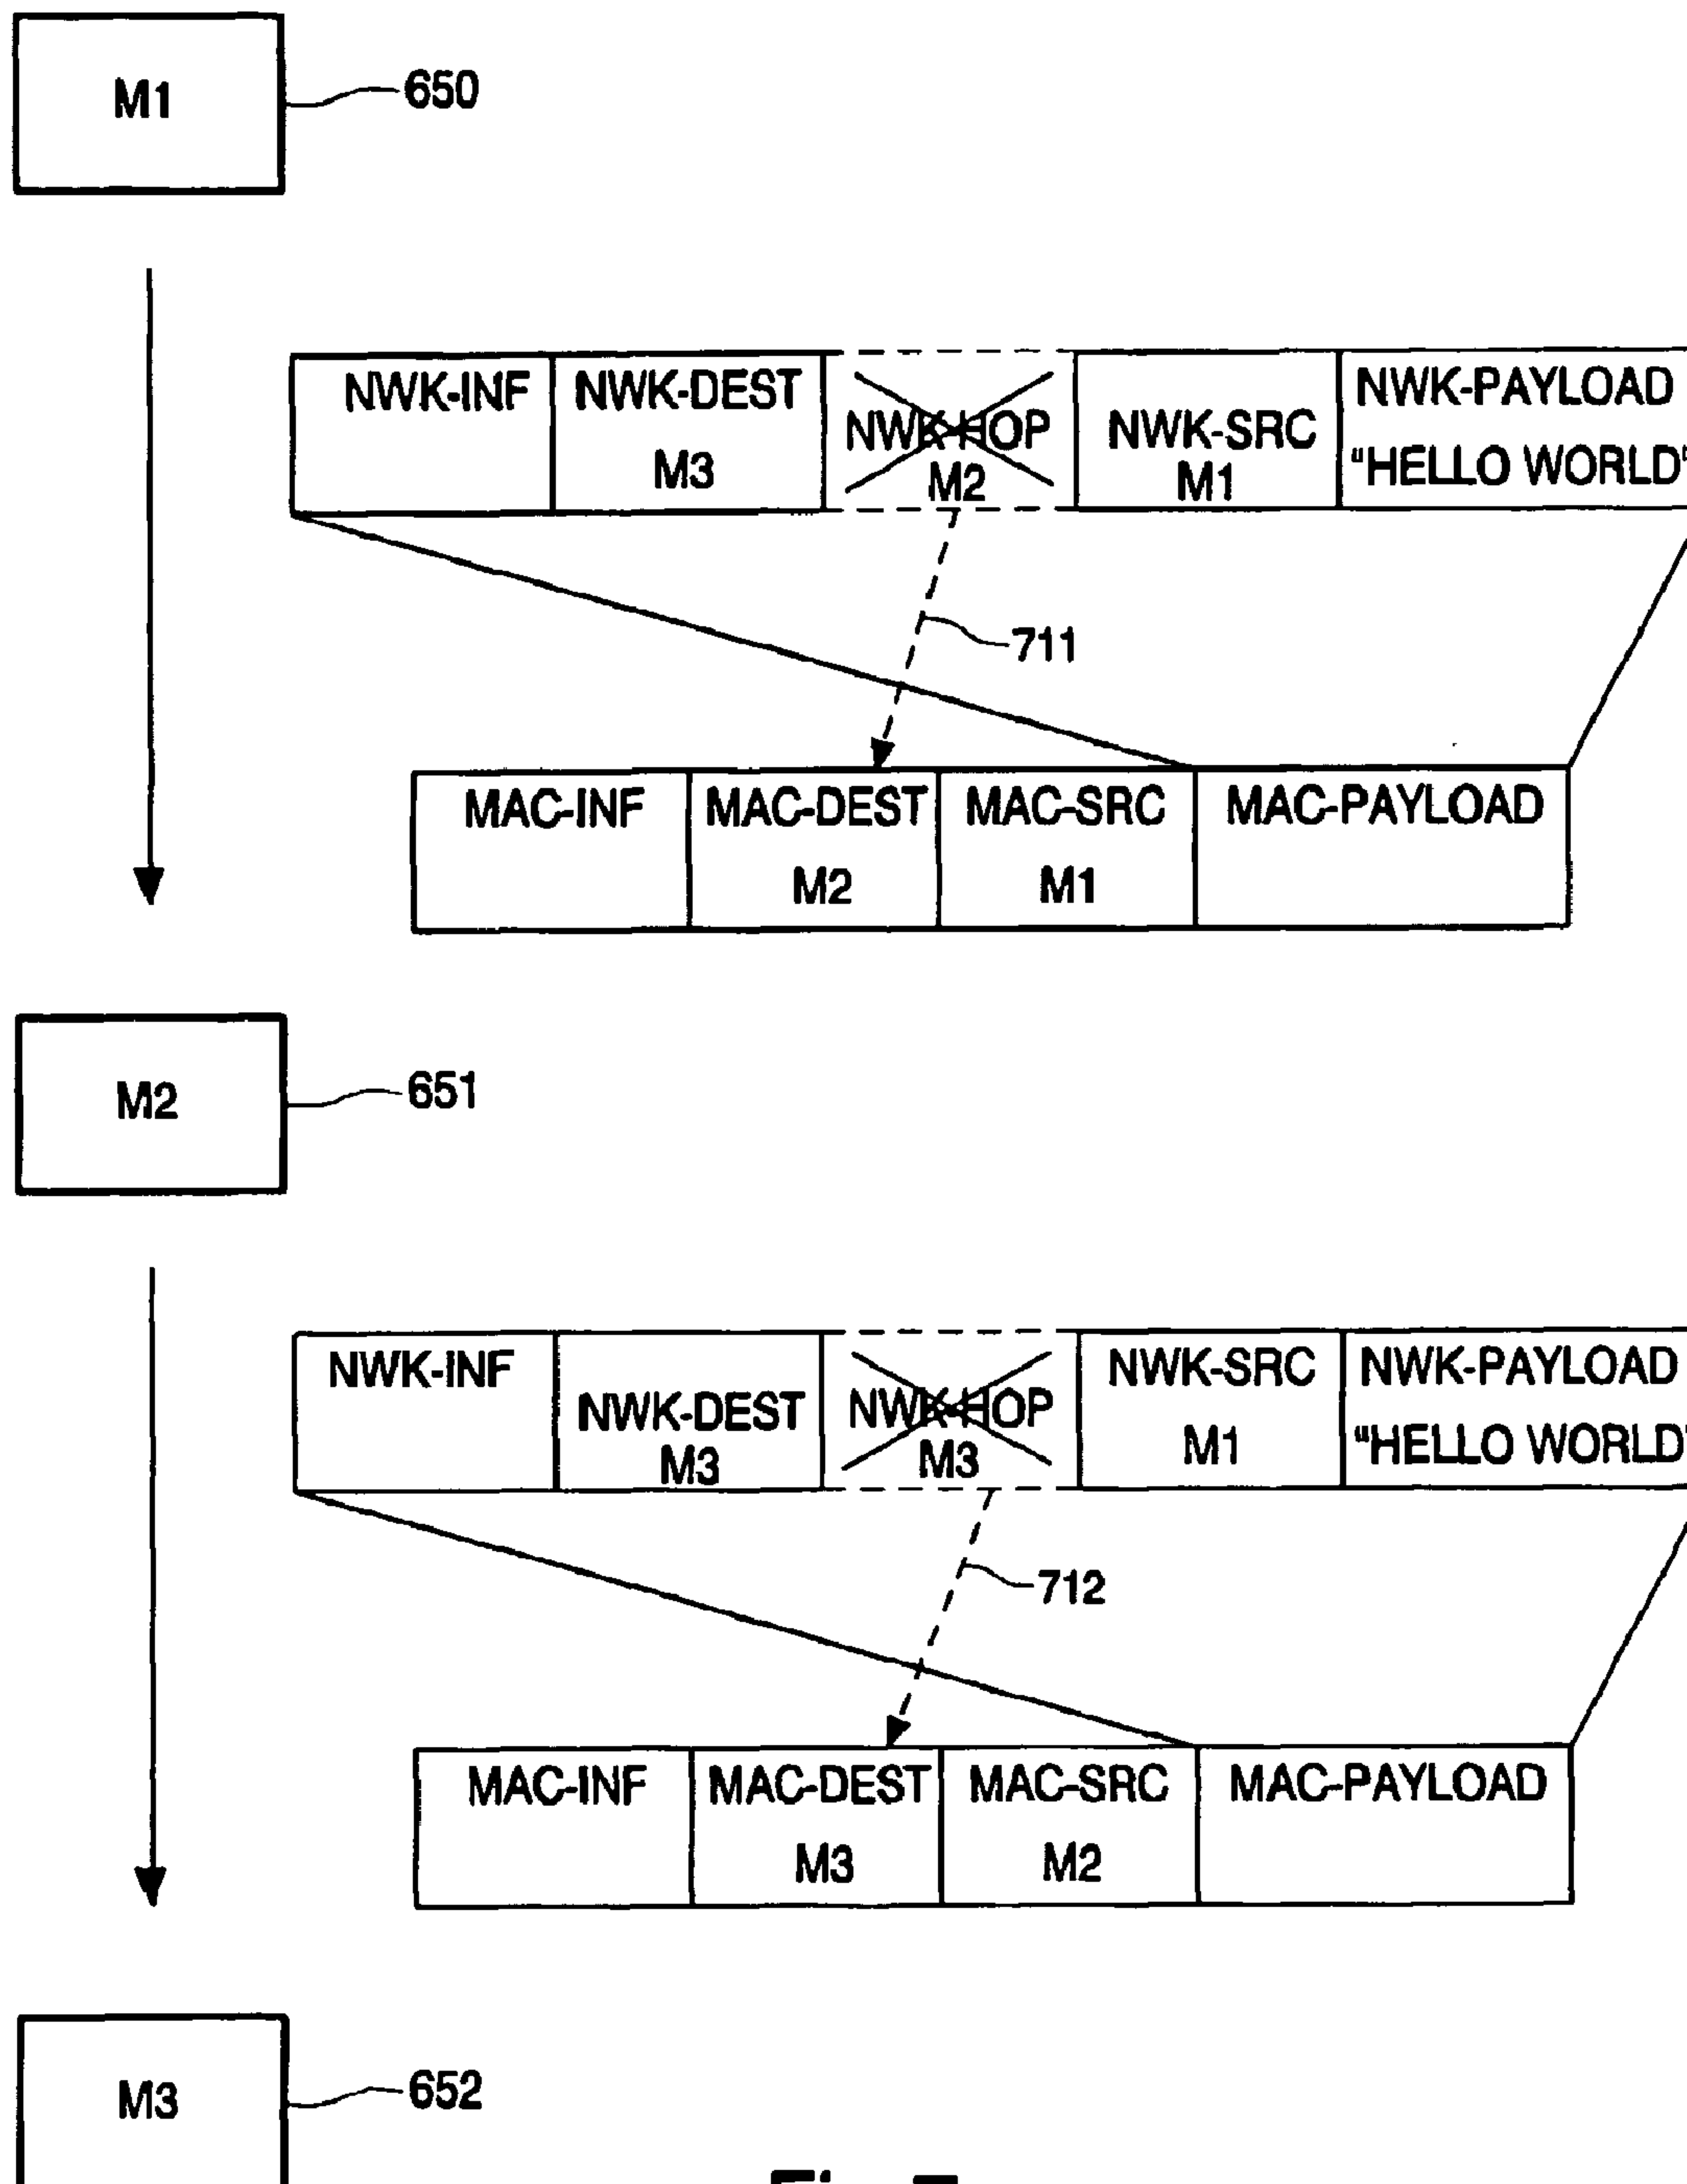 M1
650
NWK-INF
NWK-DEST
M3
NWK-HOP
M2
NWK-SRC
M1
NWK-PAYLOAD
"HELLO WORLD"
711
MAC-INF
MAC-DEST
M2
MAC-SRC
M1
MAC-PAYLOAD
M2
651
NWK-INF
NWK-DEST
M3
NWK-HOP
M3
NWK-SRC
M1
NWK-PAYLOAD
"HELLO WORLD"
712
MAC-INF
MAC-DEST
M3
MAC-SRC
M2
MAC-PAYLOAD
M3
652